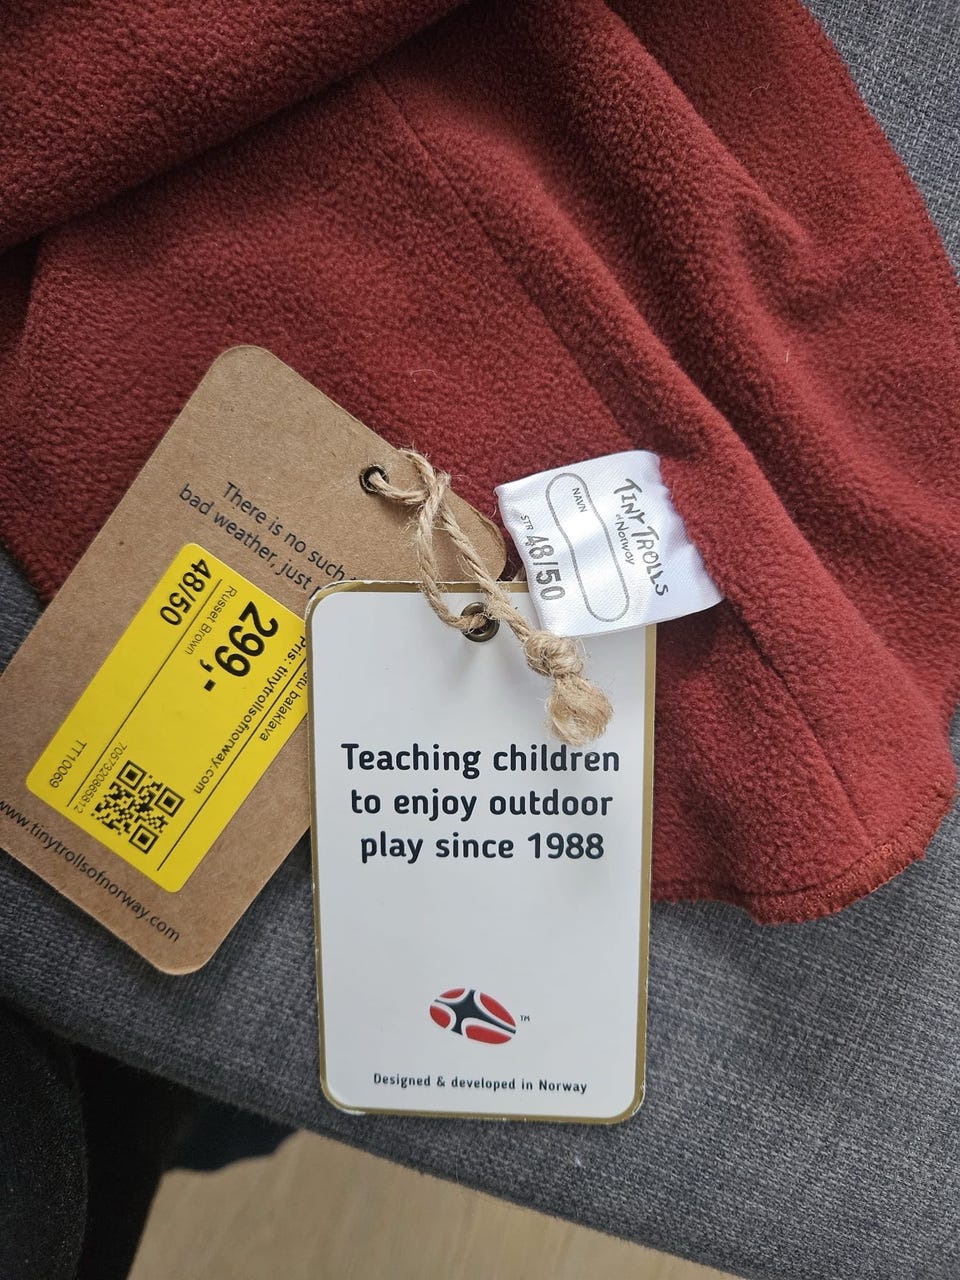 There is no such
bad weather, just
48/50
Russet Brown
299,-
Pris: tinytrollsofnorway.com
balaklava
TT10069
www.tinytrollsofnorway.com
TINY TROLLS
of Norway
NAVN
STR 48/50
Teaching children
to enjoy outdoor
play since 1988
TM
Designed & developed in Norway